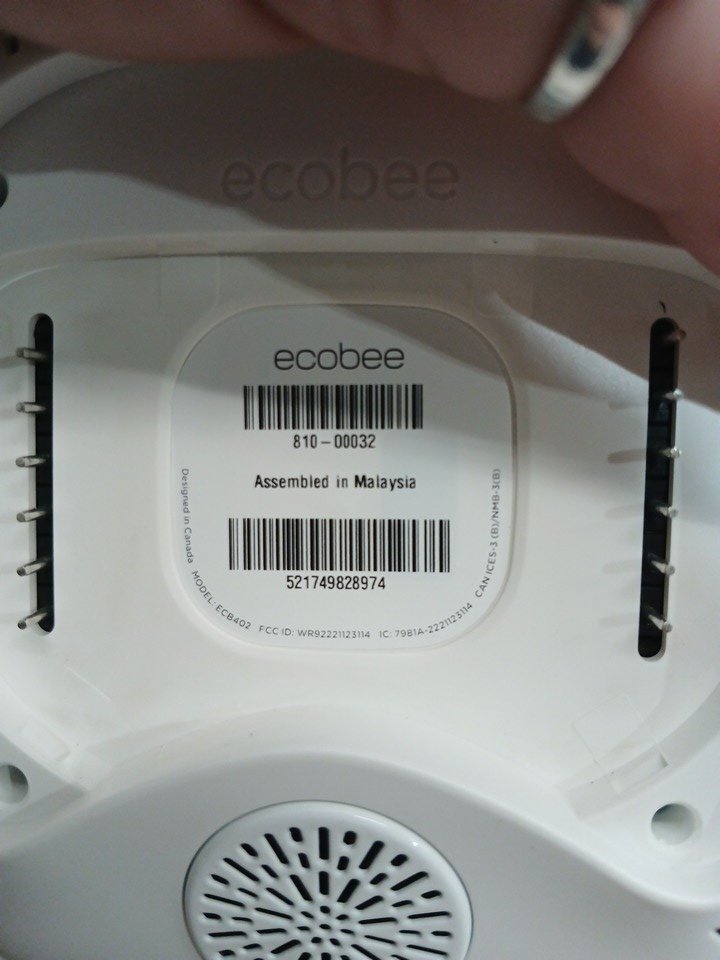 ecobee
ecobee
810-00032
Assembled in Malaysia
521749828974
Designed in Canada MODEL: ECB402 FCC ID: WR92221123114 IC: 7981A-2221123114 CAN ICES-3 (B)/NMB-3(B)